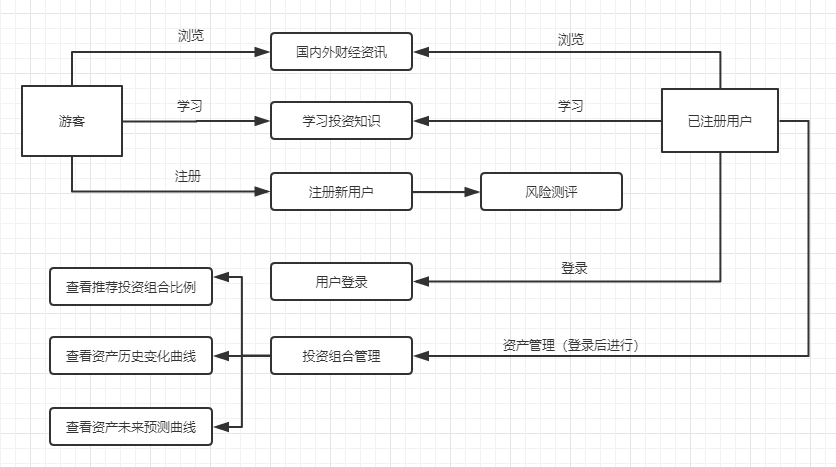 浏览
国内外财经资讯
浏览
游客
学习
学习投资知识
学习
已注册用户
注册
注册新用户
风险测评
登录
用户登录
查看推荐投资组合比例
资产管理（登录后进行）
投资组合管理
查看资产历史变化曲线
查看资产未来预测曲线